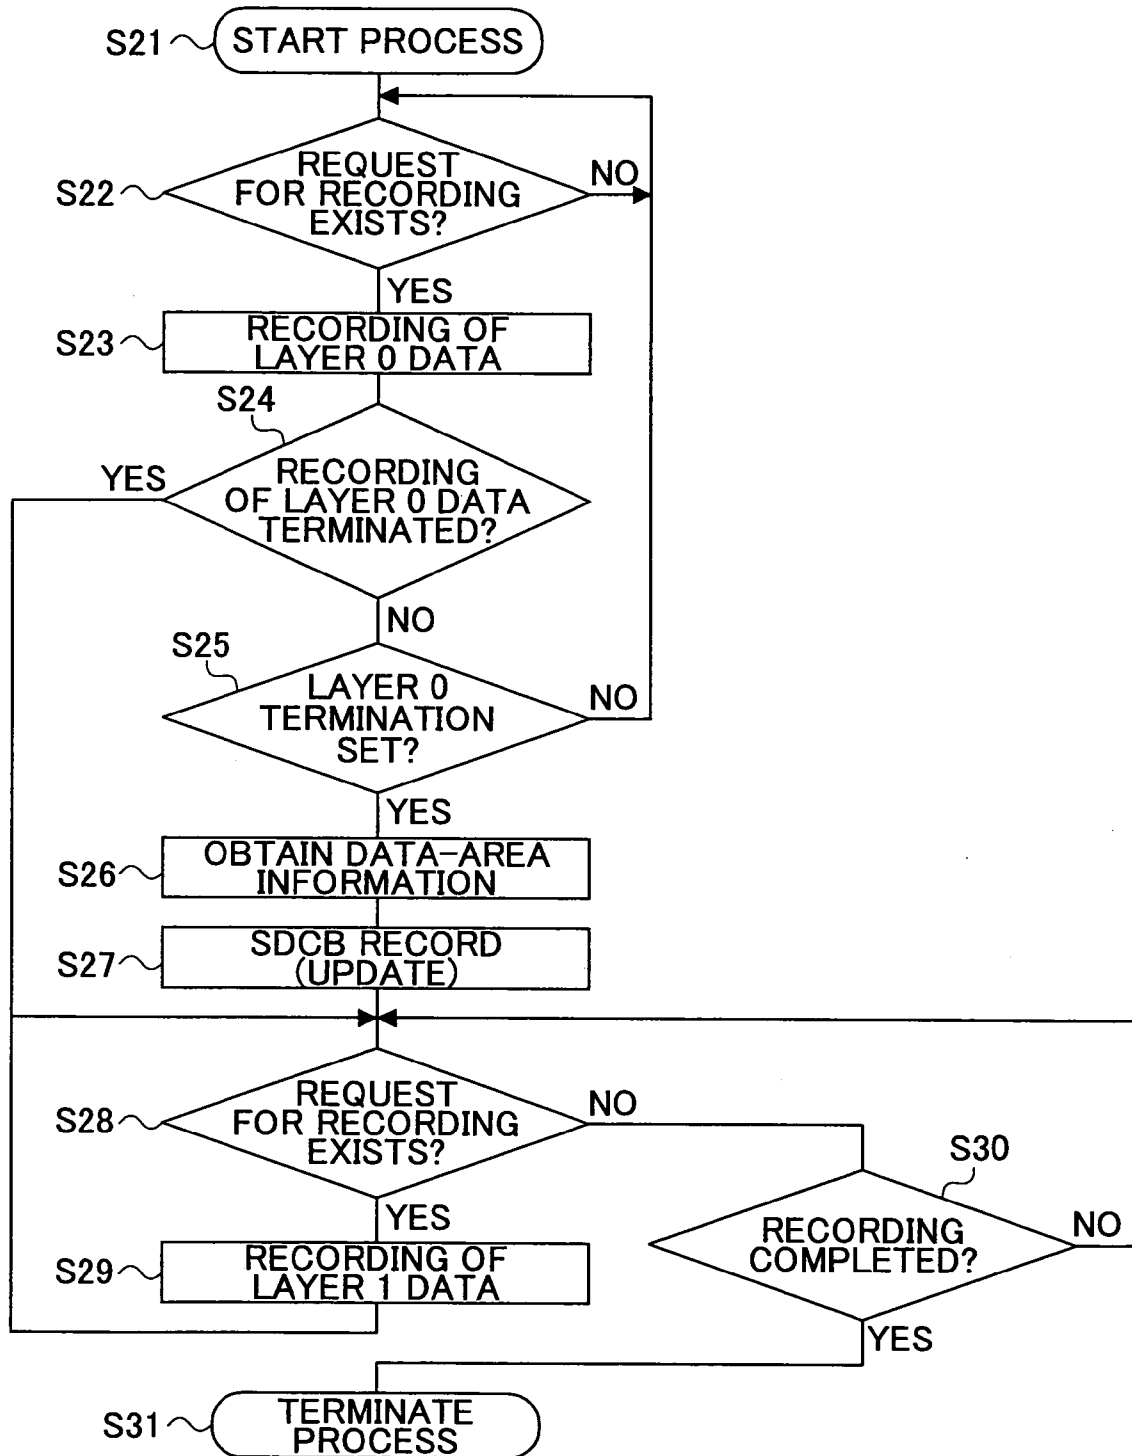 S21
START PROCESS
S22
REQUEST
FOR RECORDING
EXISTS?
NO
YES
S23
RECORDING OF
LAYER 0 DATA
S24
YES
RECORDING
OF LAYER 0 DATA
TERMINATED?
NO
S25
LAYER 0
TERMINATION
SET?
NO
YES
S26
OBTAIN DATA-AREA
INFORMATION
S27
SDCB RECORD
(UPDATE)
S28
REQUEST
FOR RECORDING
EXISTS?
NO
YES
S29
RECORDING OF
LAYER 1 DATA
S30
RECORDING
COMPLETED?
NO
YES
S31
TERMINATE
PROCESS